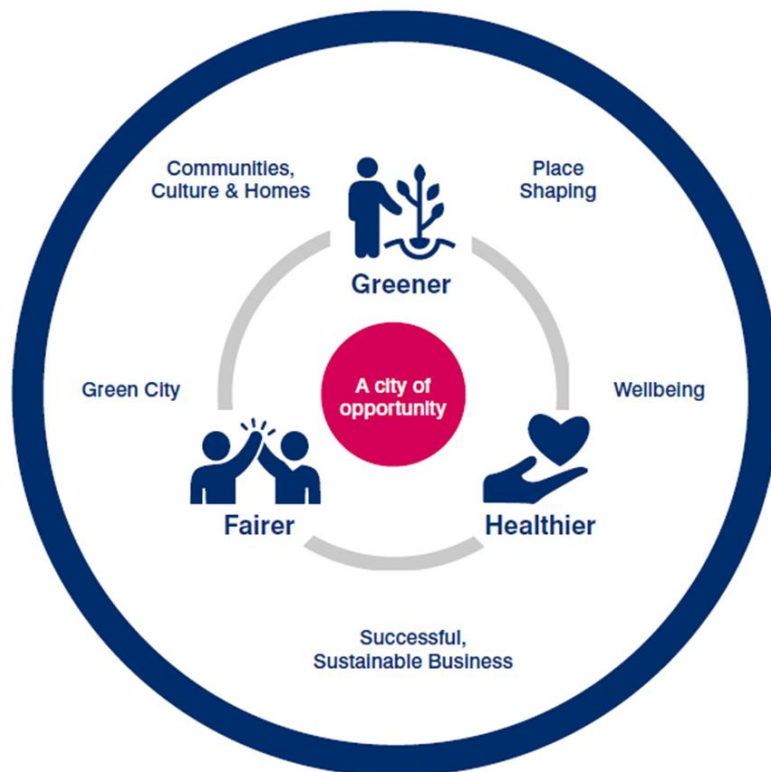 Communities,
Culture & Homes
Place
Shaping
Greener
Green City
A city of
opportunity
Wellbeing
Fairer
Healthier
Successful,
Sustainable Business